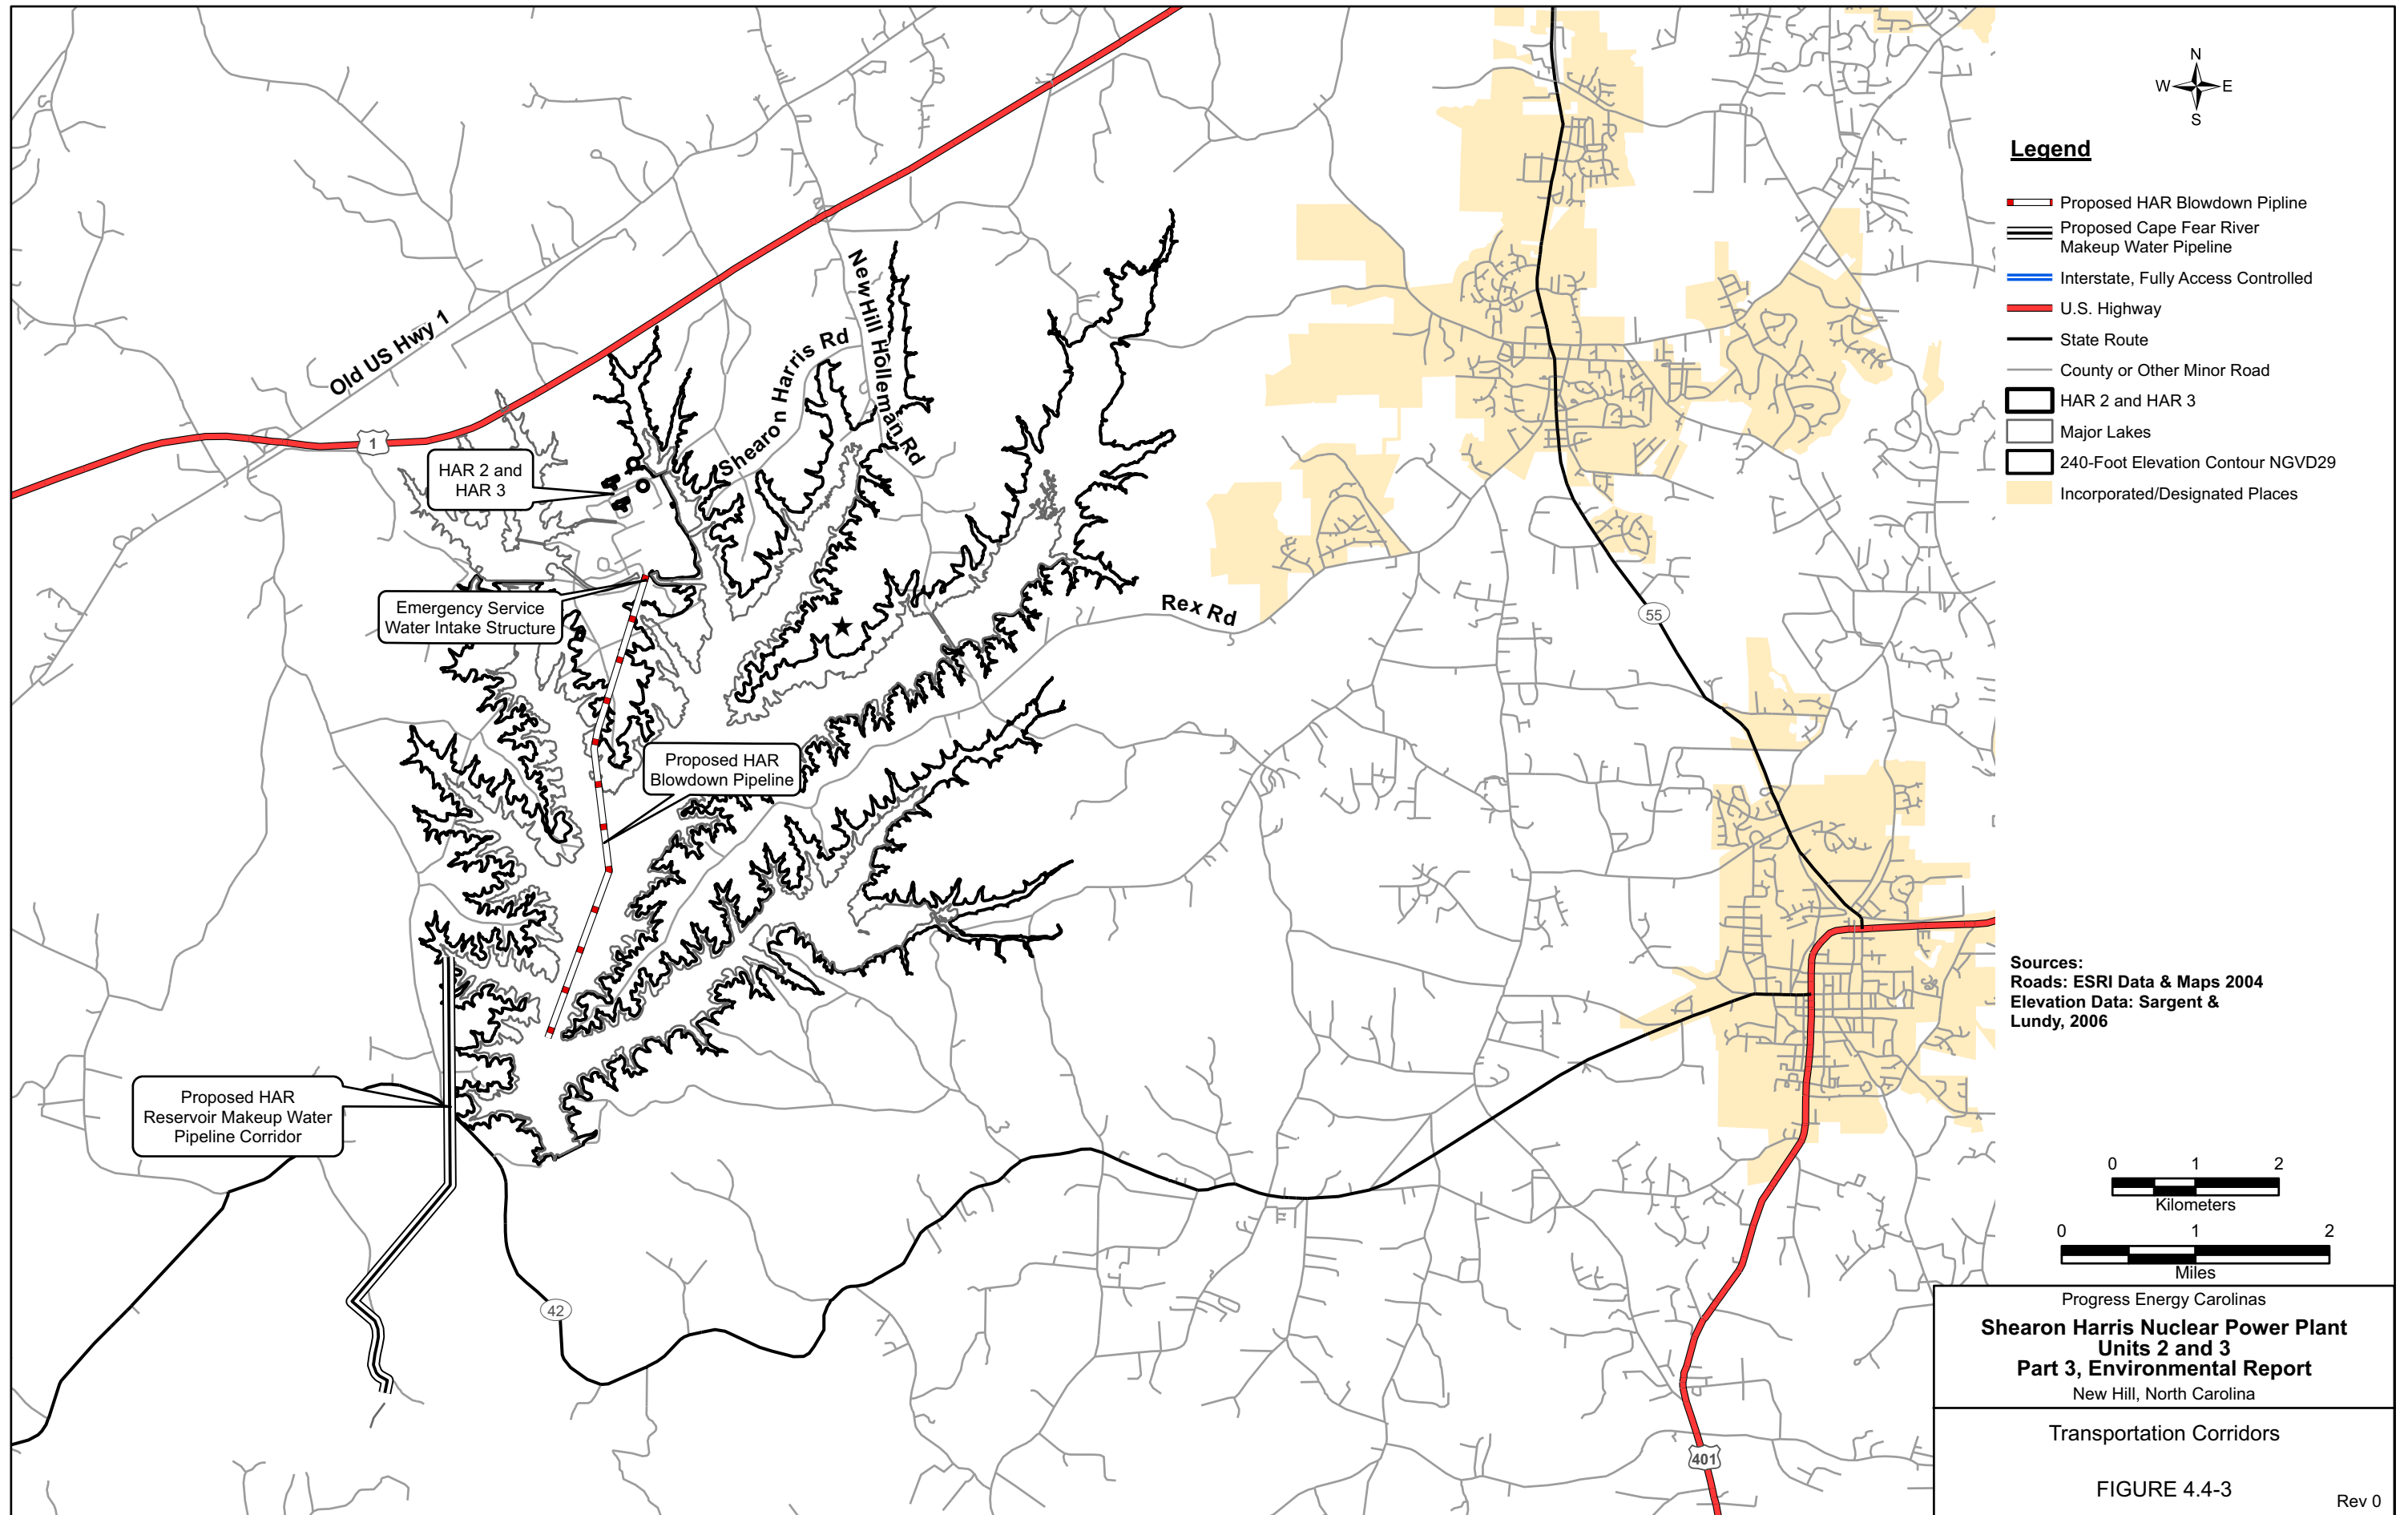 N
W E
S
Legend
Proposed HAR Blowdown Pipline
Proposed Cape Fear River
Makeup Water Pipeline
Interstate, Fully Access Controlled
U.S. Highway
State Route
County or Other Minor Road
HAR 2 and HAR 3
Major Lakes
240-Foot Elevation Contour NGVD29
Incorporated/Designated Places
Old US Hwy 1
1
New Hill Holleman Rd
Shearon Harris Rd
HAR 2 and
HAR 3
Emergency Service
Water Intake Structure
Rex Rd
55
Proposed HAR
Blowdown Pipeline
Proposed HAR
Reservoir Makeup Water
Pipeline Corridor
42
401
Sources:
Roads: ESRI Data & Maps 2004
Elevation Data: Sargent &
Lundy, 2006
0 1 2
Kilometers
0 1 2
Miles
Progress Energy Carolinas
Shearon Harris Nuclear Power Plant
Units 2 and 3
Part 3, Environmental Report
New Hill, North Carolina
Transportation Corridors
FIGURE 4.4-3
Rev 0